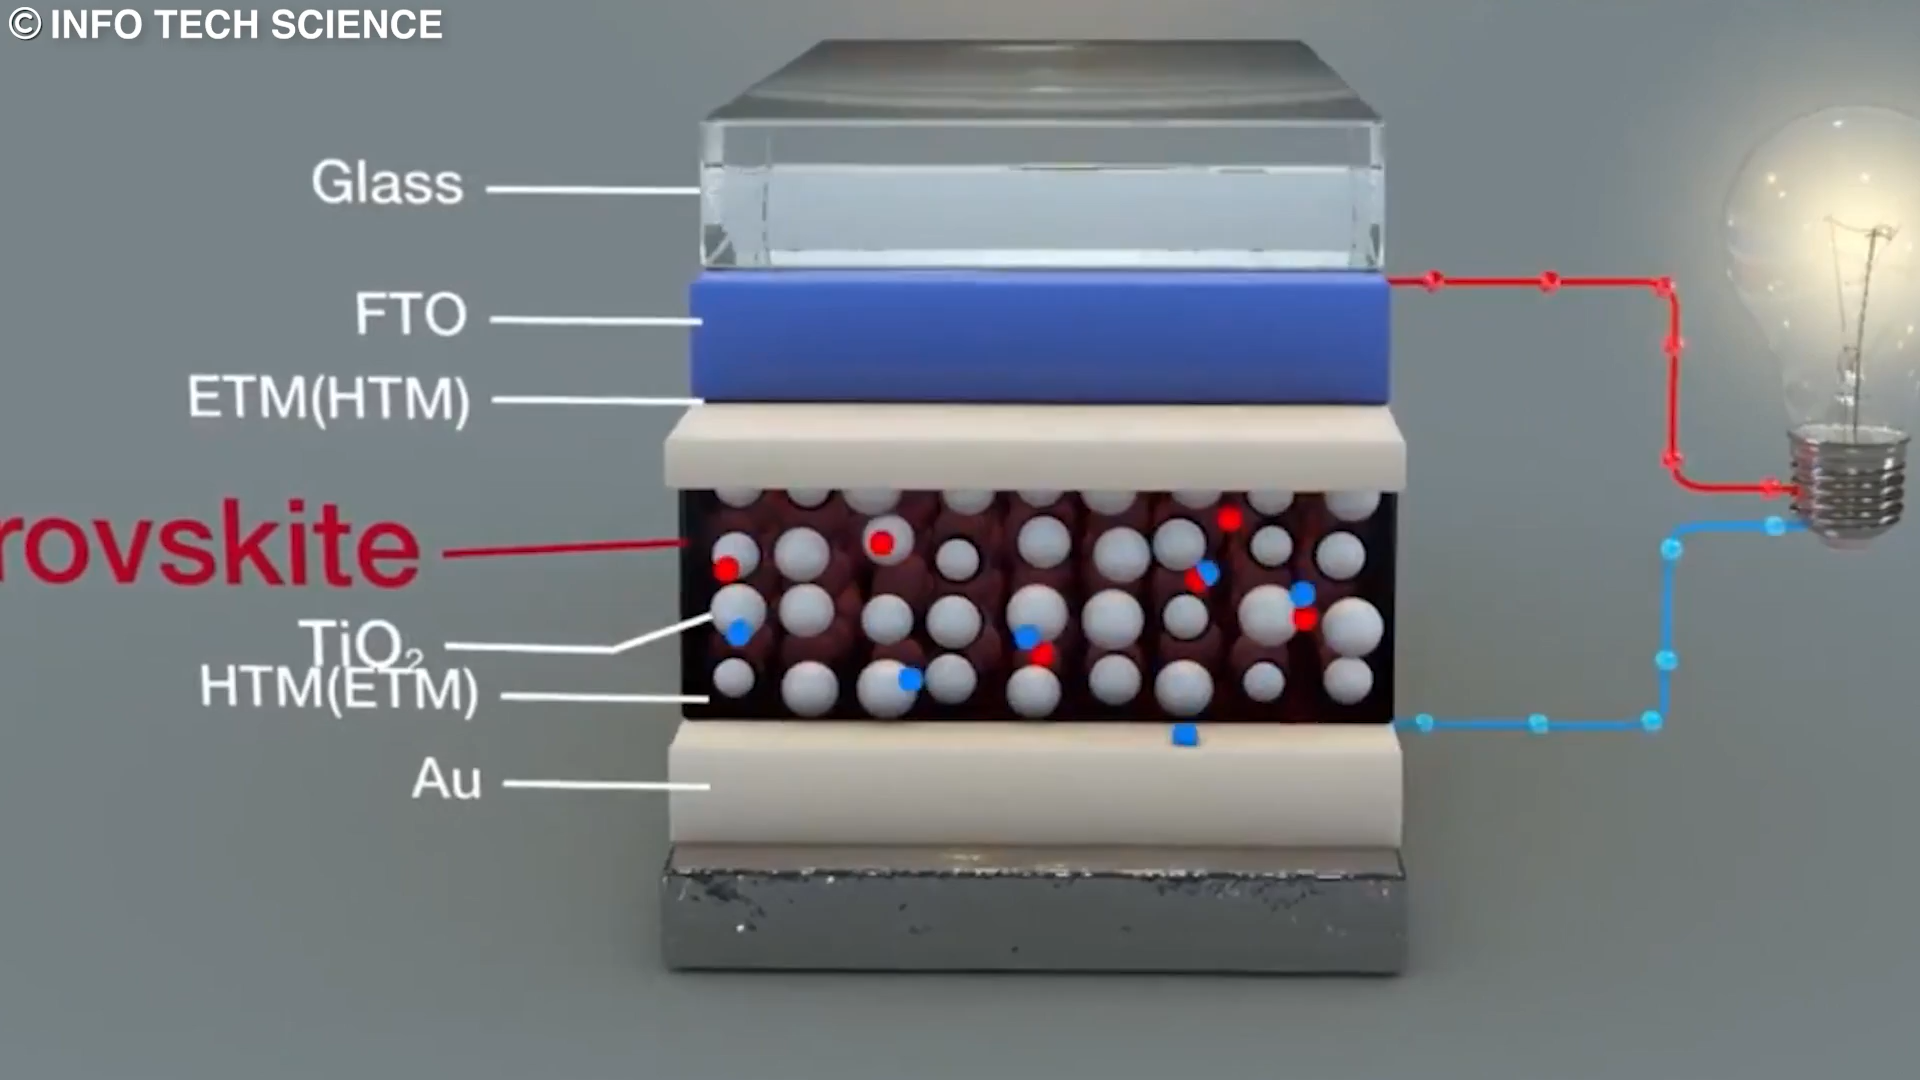 © INFO TECH SCIENCE
Glass
FTO
ETM(HTM)
rovskite
TiO₂
HTM(ETM)
Au